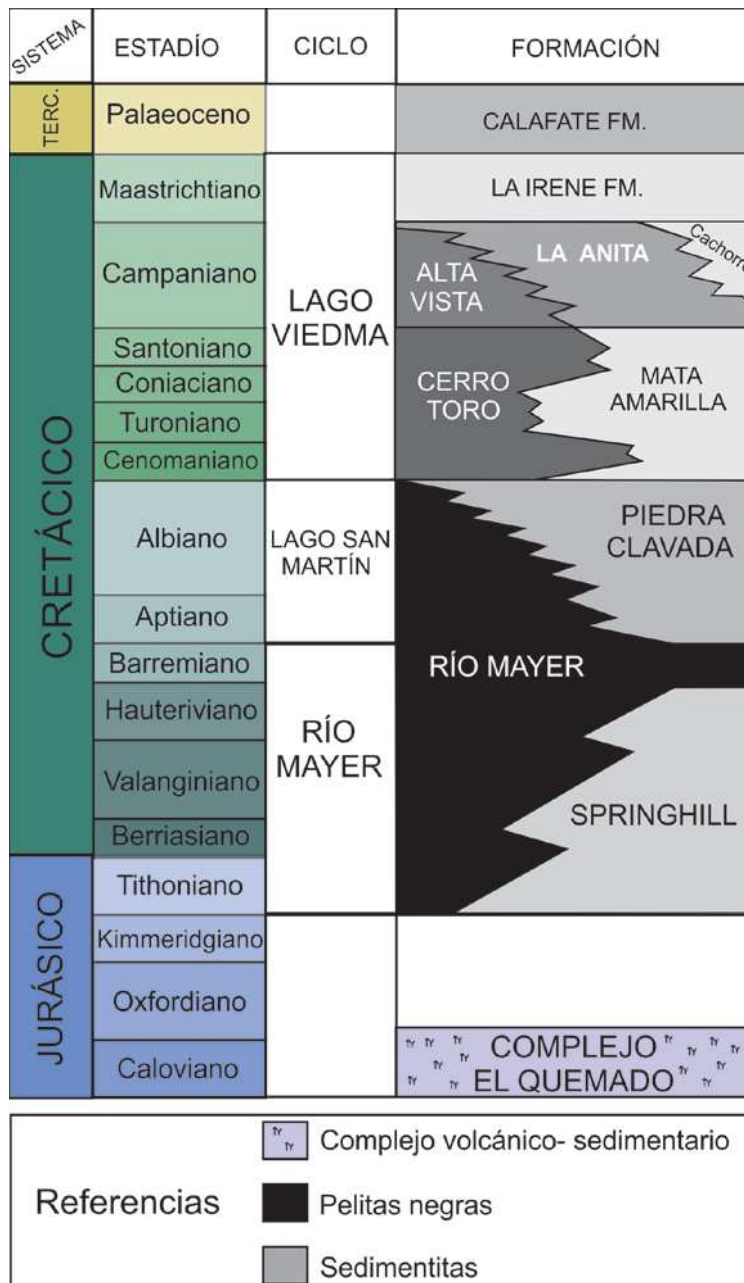 SISTEMA
ESTADÍO
CICLO
FORMACIÓN
TERC.
Palaeoceno
CALAFATE FM.
CRETÁCICO
Maastrichtiano
LA IRENE FM.
Campaniano
LAGO
VIEDMA
ALTA
VISTA
LA ANITA
Cachorro
Santoniano
Coniaciano
Turoniano
Cenomaniano
CERRO
TORO
MATA
AMARILLA
Albiano
LAGO SAN
MARTÍN
PIEDRA
CLAVADA
Aptiano
Barremiano
RÍO MAYER
Hauteriviano
RÍO
MAYER
Valanginiano
SPRINGHILL
Berriasiano
JURÁSICO
Tithoniano
Kimmeridgiano
Oxfordiano
Caloviano
COMPLEJO
EL QUEMADO
Referencias
Complejo volcánico- sedimentario
Pelitas negras
Sedimentitas